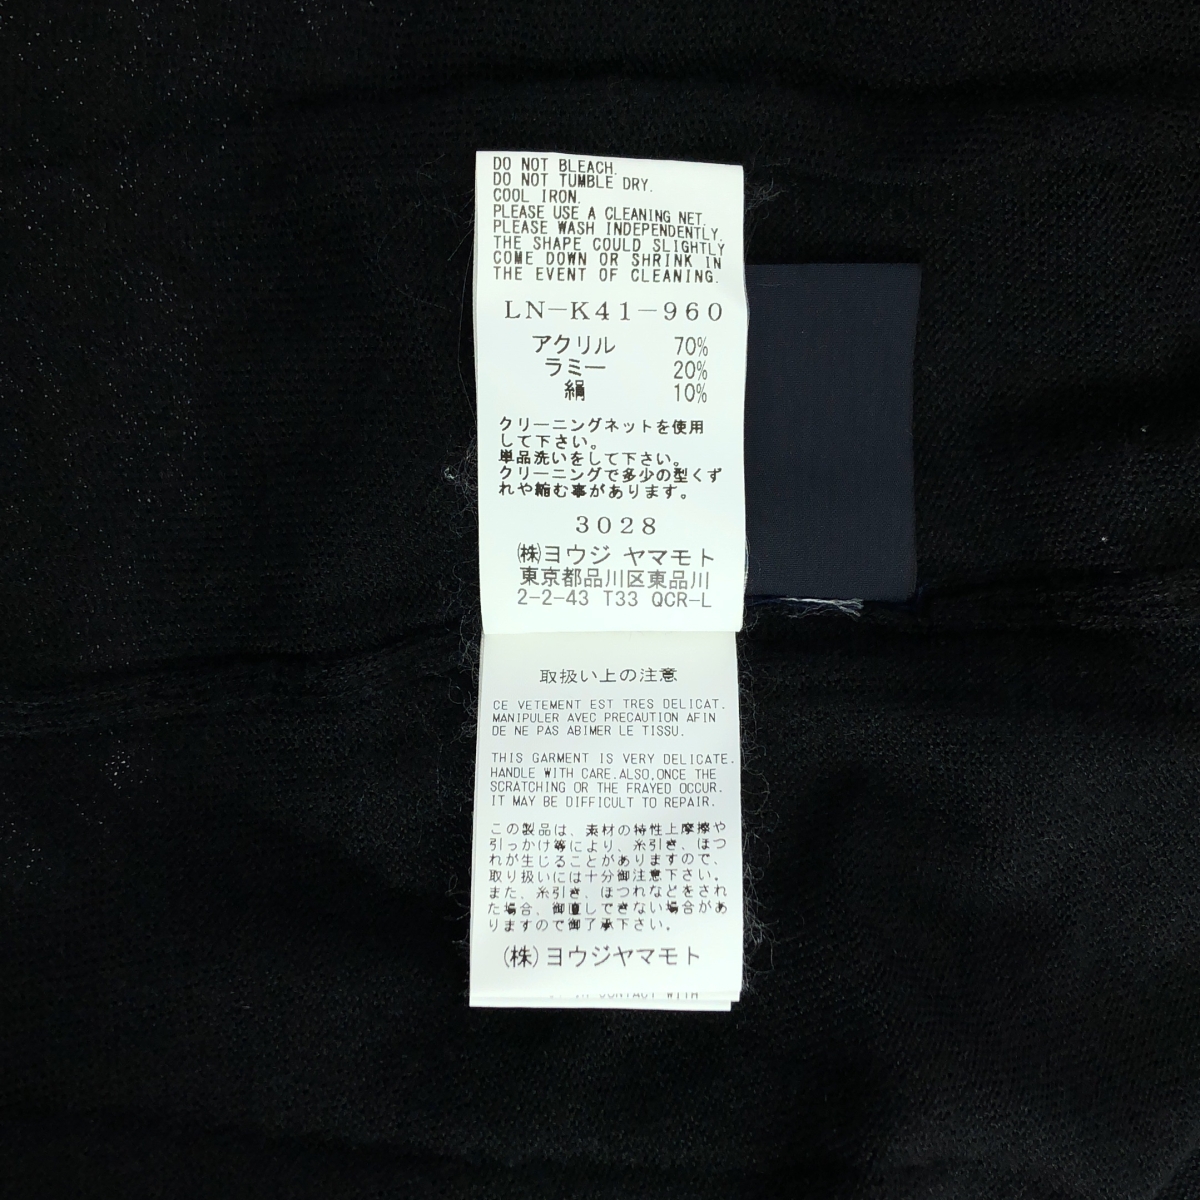 DO NOT BLEACH.
DO NOT TUMBLE DRY.
COOL IRON.
PLEASE USE A CLEANING NET.
PLEASE WASH INDEPENDENTLY.
THE SHAPE COULD SLIGHTLY
COME DOWN OR SHRINK IN
THE EVENT OF CLEANING.
LN-K41-960
アクリル 70%
ラミー 20%
絹 10%
クリーニングネットを使用
して下さい。
単品洗いをして下さい。
クリーニングで多少の型くず
れや縮む事があります。
3028
(株)ヨウジ ヤマモト
東京都品川区東品川
2-2-43 T33 QCR-L
取扱い上の注意
CE VETEMENT EST TRES DELICAT.
MANIPULER AVEC PRECAUTION AFIN
DE NE PAS ABIMER LE TISSU.
THIS GARMENT IS VERY DELICATE.
HANDLE WITH CARE.ALSO,ONCE THE
SCRATCHING OR THE FRAYED OCCUR.
IT MAY BE DIFFICULT TO REPAIR.
この製品は、素材の特性上摩擦や
引っかけ等により、糸引き、ほつ
れが生じることがありますので、
取り扱いには十分御注意下さい。
また、糸引き、ほつれなどをされ
た場合、御直しできない場合があ
りますので御了承下さい。
(株)ヨウジヤマモト
CONTACT WITH